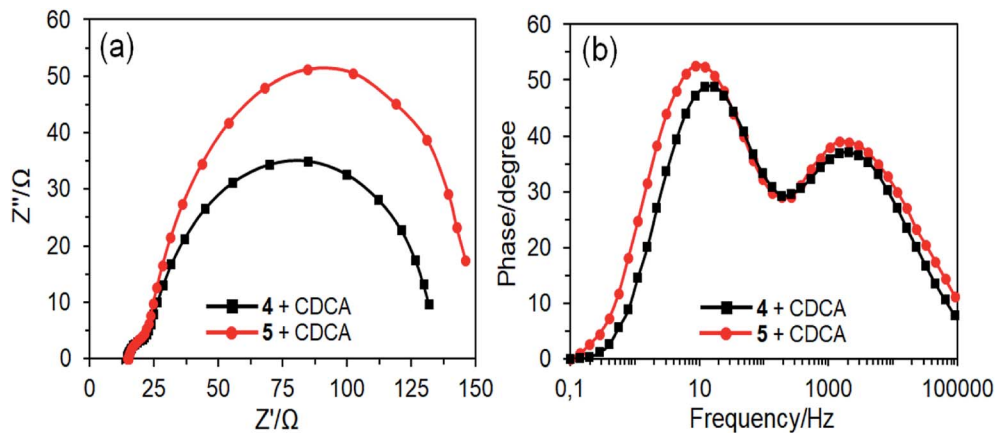 (a)
60
50
40
30
20
10
0
Z''/Ω
0 25 50 75 100 125 150
Z'/Ω
4 + CDCA
5 + CDCA
(b)
60
50
40
30
20
10
0
Phase/degree
0,1 10 1000 100000
Frequency/Hz
4 + CDCA
5 + CDCA